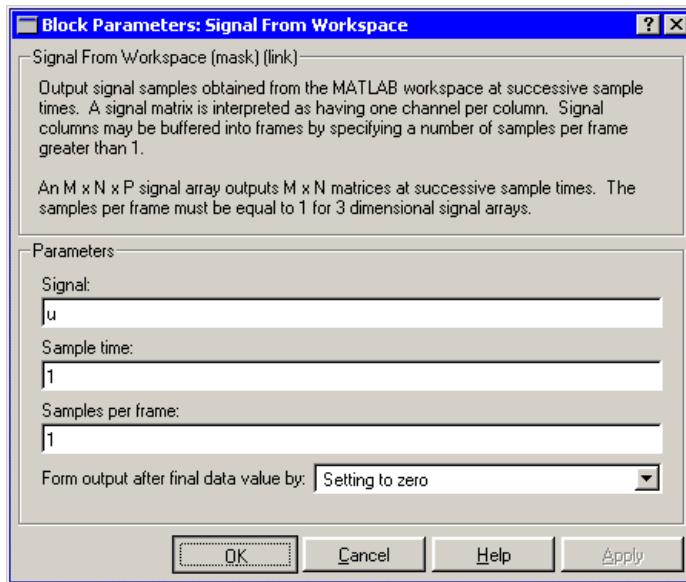 Block Parameters: Signal From Workspace
Signal From Workspace (mask) (link)
Output signal samples obtained from the MATLAB workspace at successive sample
times. A signal matrix is interpreted as having one channel per column. Signal
columns may be buffered into frames by specifying a number of samples per frame
greater than 1.
An M x N x P signal array outputs M x N matrices at successive sample times. The
samples per frame must be equal to 1 for 3 dimensional signal arrays.
Parameters
Signal:
u
Sample time:
1
Samples per frame:
1
Form output after final data value by: Setting to zero
OK Cancel Help Apply